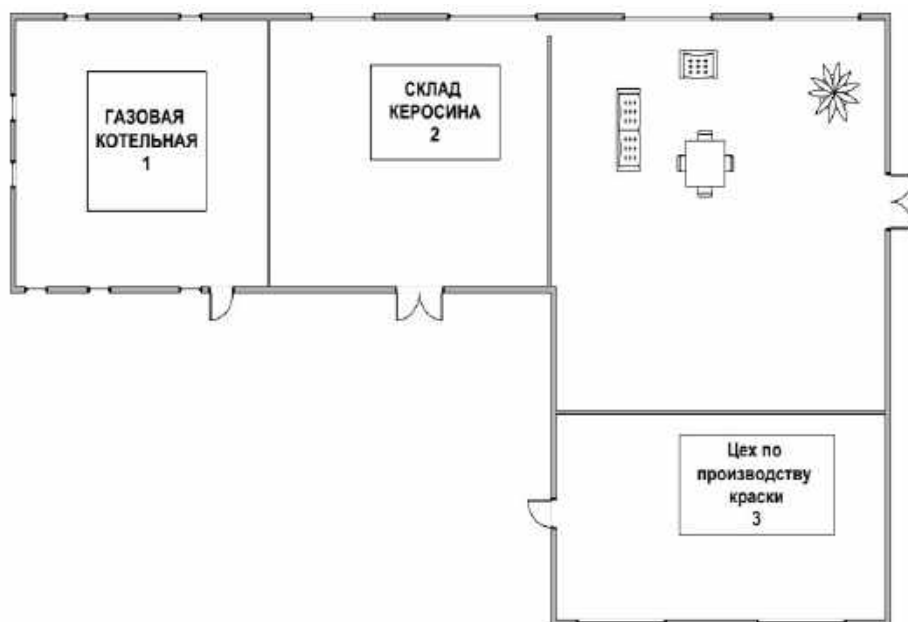 ГАЗОВАЯ
КОТЕЛЬНАЯ
1
СКЛАД
КЕРОСИНА
2
Цех по
производству
краски
3